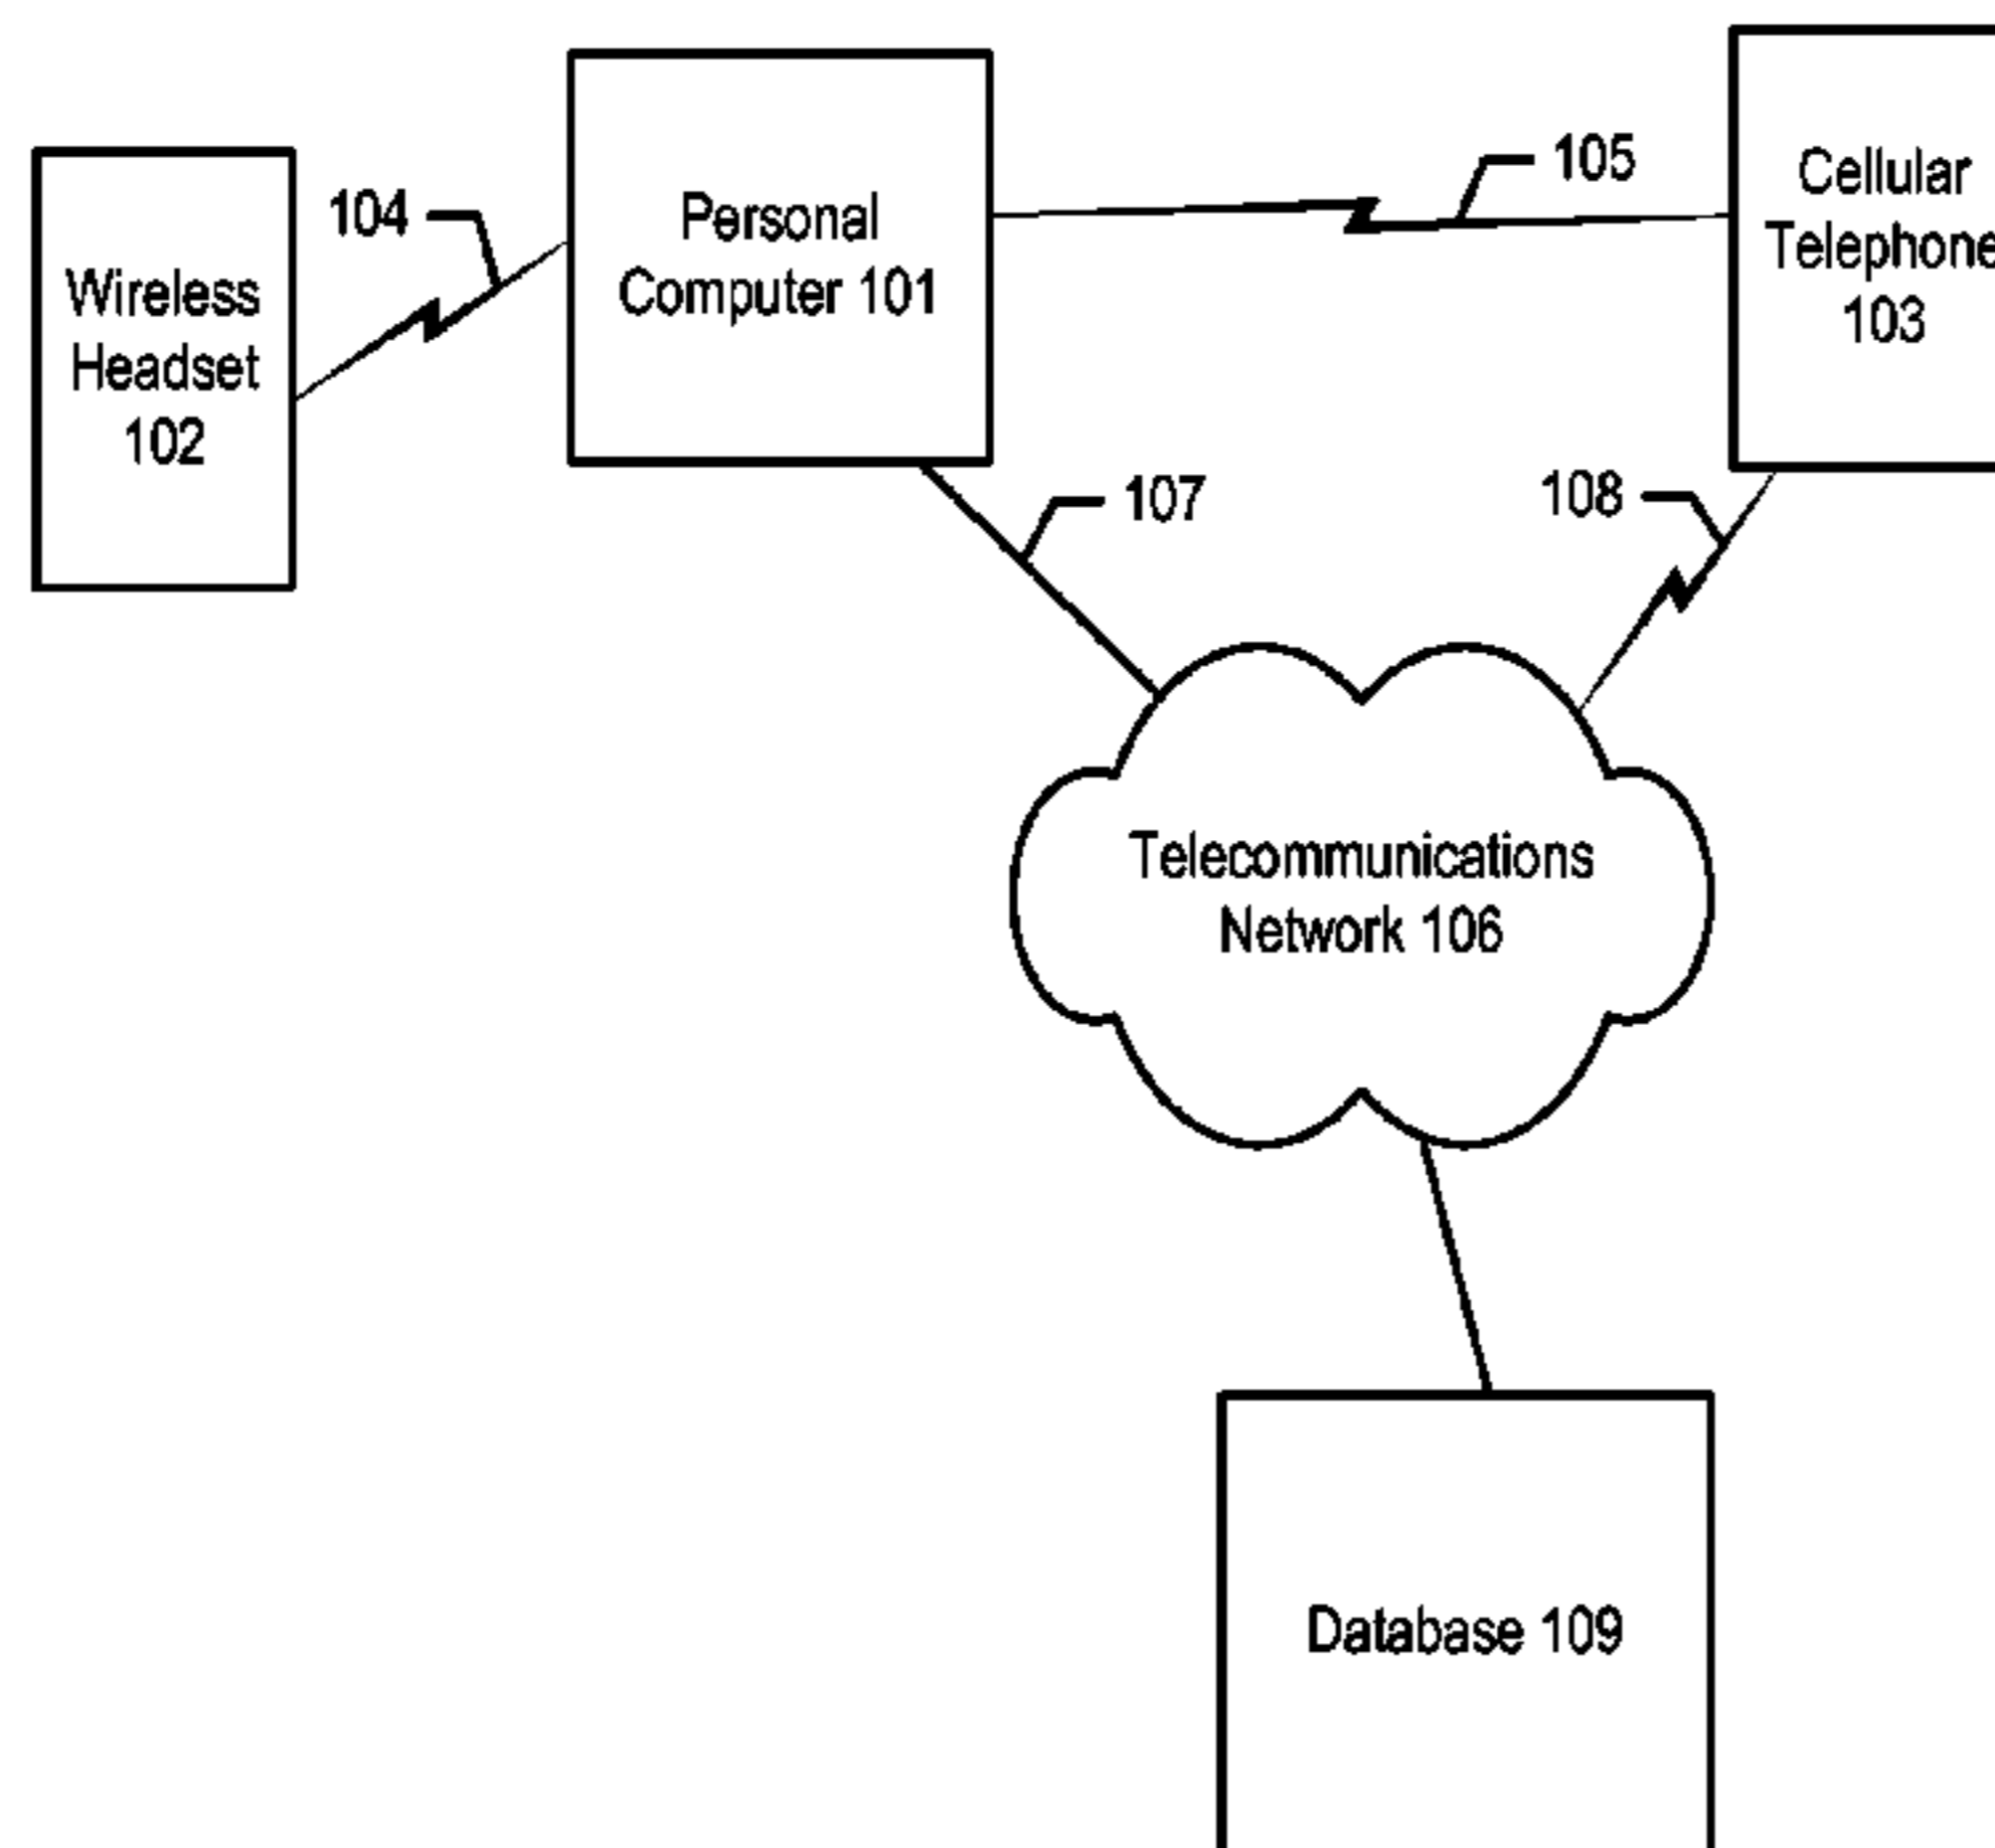 104
Wireless
Headset
102
Personal
Computer 101
105
Cellular
Telephone
103
107
108
Telecommunications
Network 106
Database 109